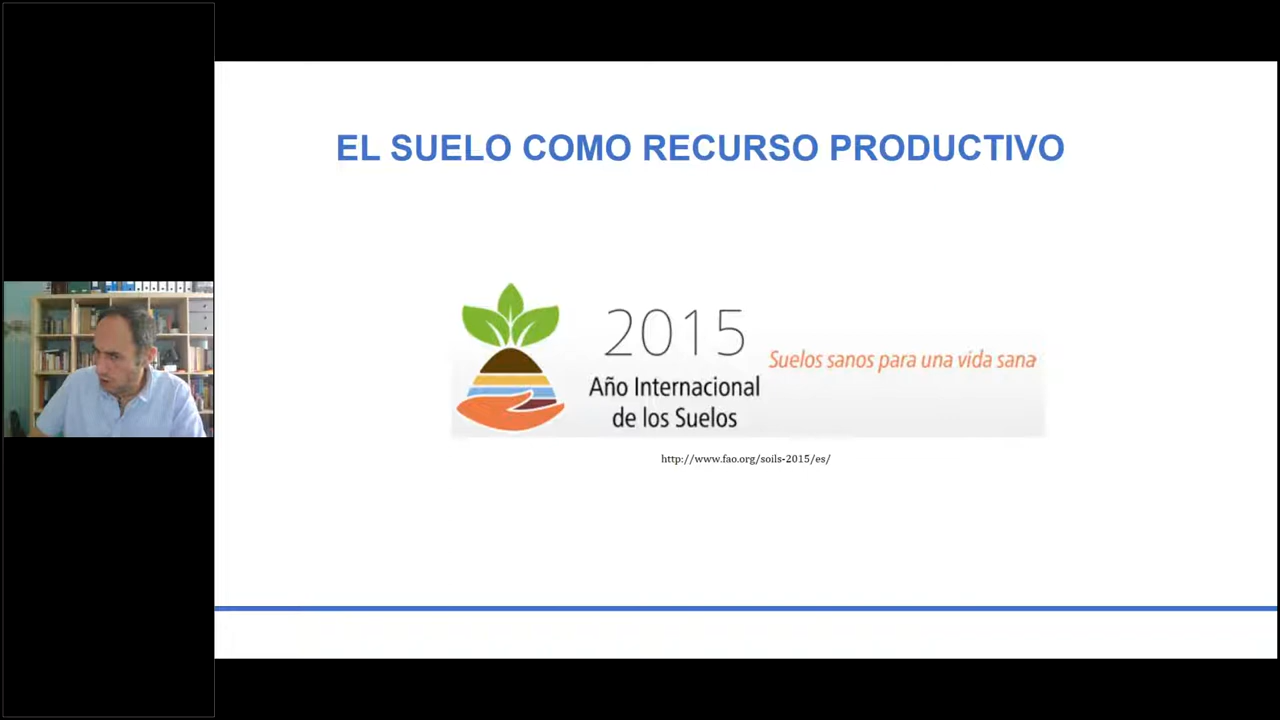 EL SUELO COMO RECURSO PRODUCTIVO
2015
Año Internacional
de los Suelos
Suelos sanos para una vida sana
http://www.fao.org/soils-2015/es/